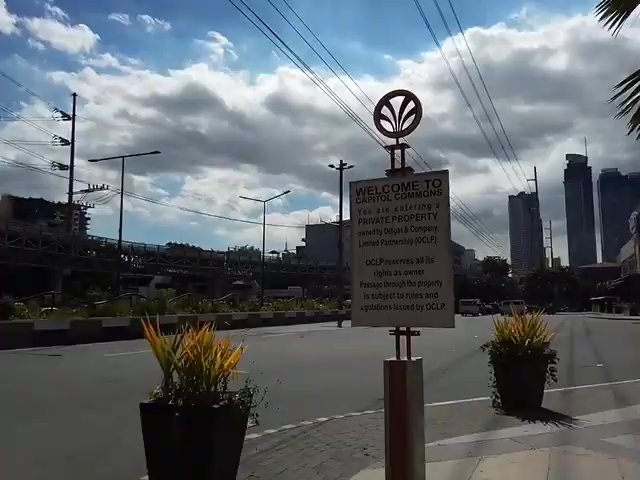 WELCOME TO
CAPITOL COMMONS
You are entering a
PRIVATE PROPERTY
owned by Ortigas & Company,
Limited Partnership (OCLP).
OCLP reserves all its
rights as owner
Passage through the property
is subject to rules and
regulations issued by OCLP.